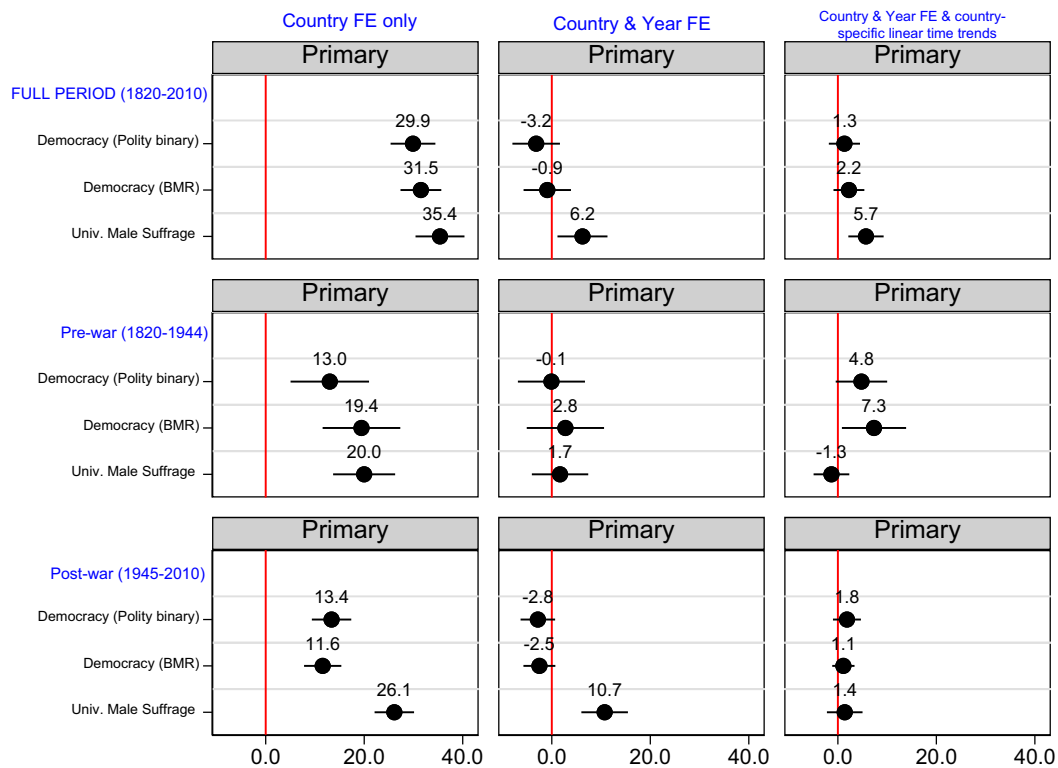 Country FE only
Country & Year FE
Country & Year FE & country-
specific linear time trends
Primary
Primary
Primary
FULL PERIOD (1820-2010)
Democracy (Polity binary)
29.9
-3.2
1.3
Democracy (BMR)
31.5
-0.9
2.2
Univ. Male Suffrage
35.4
6.2
5.7
Primary
Primary
Primary
Pre-war (1820-1944)
Democracy (Polity binary)
13.0
-0.1
4.8
Democracy (BMR)
19.4
2.8
7.3
Univ. Male Suffrage
20.0
1.7
-1.3
Primary
Primary
Primary
Post-war (1945-2010)
Democracy (Polity binary)
13.4
-2.8
1.8
Democracy (BMR)
11.6
-2.5
1.1
Univ. Male Suffrage
26.1
10.7
1.4
0.0 20.0 40.0
0.0 20.0 40.0
0.0 20.0 40.0